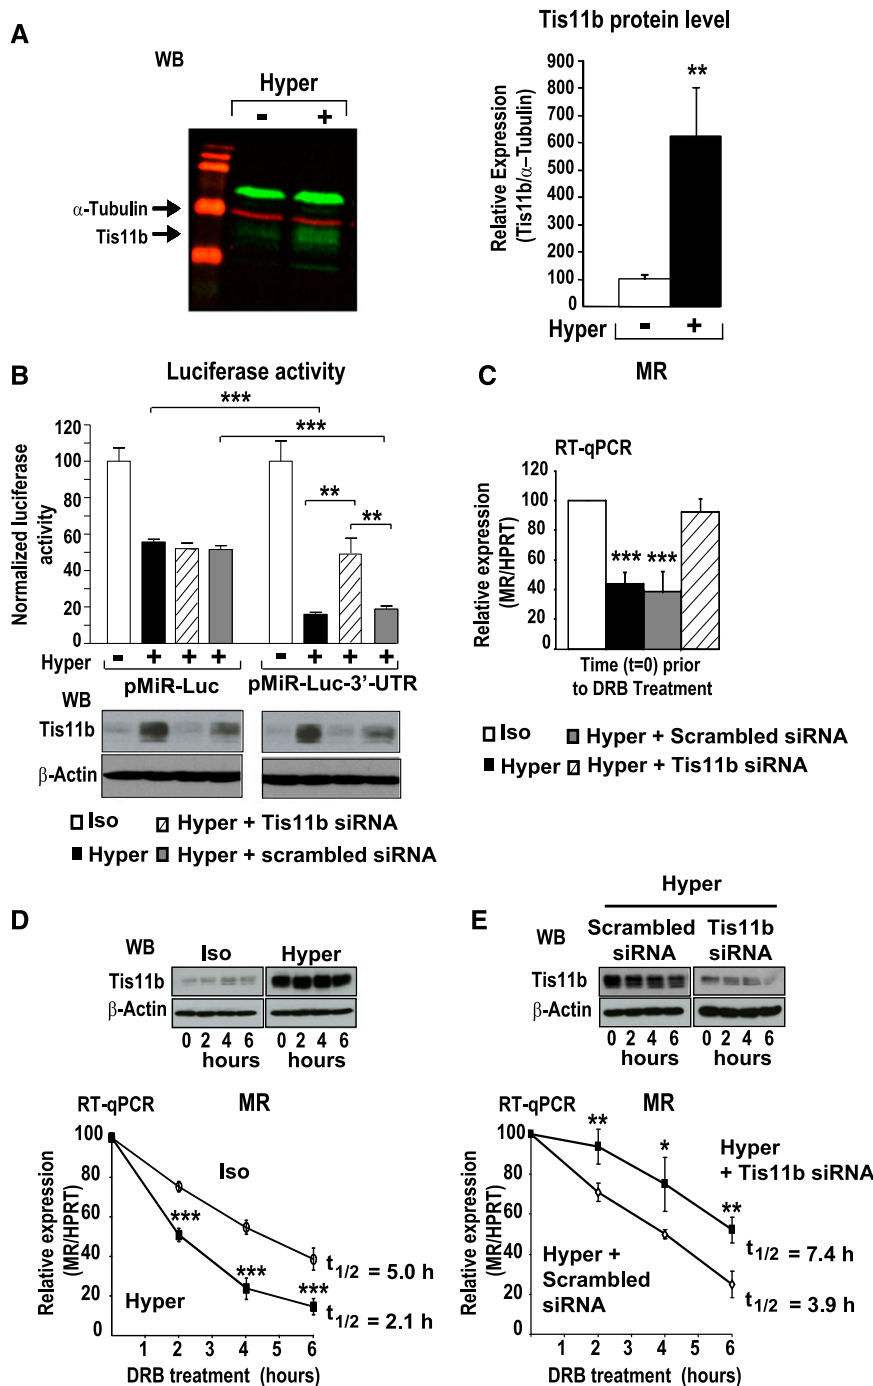 A
WB
Hyper
- +
α-Tubulin
Tis11b
Tis11b protein level
Relative Expression
(Tis11b/α–Tubulin)
900
800
700
600
500
400
300
200
100
0
**
Hyper - +
B
Luciferase activity
***
***
**
**
Normalized luciferase
activity
120
100
80
60
40
20
0
Hyper - + + + - + + +
pMiR-Luc pMiR-Luc-3'-UTR
WB
Tis11b
β-Actin
Iso Hyper + Tis11b siRNA
Hyper Hyper + scrambled siRNA
C
MR
RT-qPCR
Relative expression
(MR/HPRT)
120
100
80
60
40
20
0
*** ***
Time (t=0) prior
to DRB Treatment
Iso Hyper + Scrambled siRNA
Hyper Hyper + Tis11b siRNA
D
WB Iso Hyper
Tis11b
β-Actin
0 2 4 6 0 2 4 6
hours hours
RT-qPCR MR
Relative expression
(MR/HPRT)
100
80
60
40
20
0
Iso
***
***
***
Hyper
t1/2 = 5.0 h
t1/2 = 2.1 h
1 2 3 4 5 6
DRB treatment (hours)
E
Hyper
WB
Scrambled
siRNA
Tis11b
siRNA
Tis11b
β-Actin
0 2 4 6 0 2 4 6
hours hours
RT-qPCR MR
Relative expression
(MR/HPRT)
100
80
60
40
20
0
**
*
**
Hyper
+ Tis11b siRNA
Hyper +
Scrambled
siRNA
t1/2 = 7.4 h
t1/2 = 3.9 h
1 2 3 4 5 6
DRB treatment (hours)